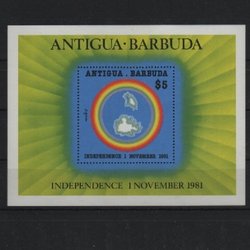 ANTIGUA · BARBUDA
ANTIGUA & BARBUDA
$5
INDEPENDENCE 1 NOVEMBER 1981
INDEPENDENCE 1 NOVEMBER 1981